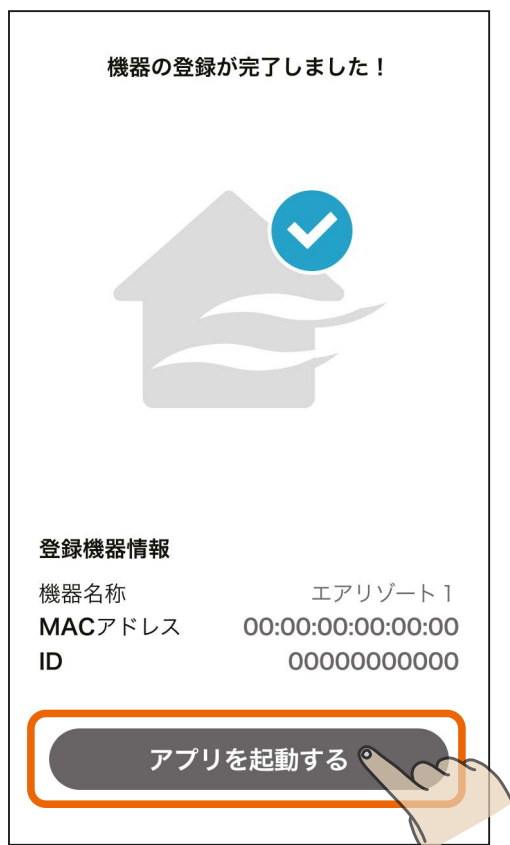 機器の登録が完了しました！
登録機器情報
機器名称 エアリゾート1
MACアドレス 00:00:00:00:00:00
ID 00000000000
アプリを起動する